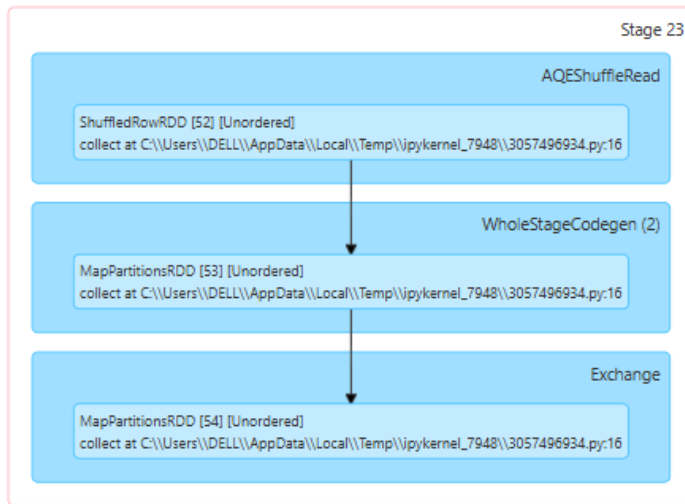 Stage 23
AQEShuffleRead
ShuffledRowRDD [52] [Unordered]
collect at C:\\Users\\DELL\\AppData\\Local\\Temp\\ipykernel_7948\\3057496934.py:16
WholeStageCodegen (2)
MapPartitionsRDD [53] [Unordered]
collect at C:\\Users\\DELL\\AppData\\Local\\Temp\\ipykernel_7948\\3057496934.py:16
Exchange
MapPartitionsRDD [54] [Unordered]
collect at C:\\Users\\DELL\\AppData\\Local\\Temp\\ipykernel_7948\\3057496934.py:16